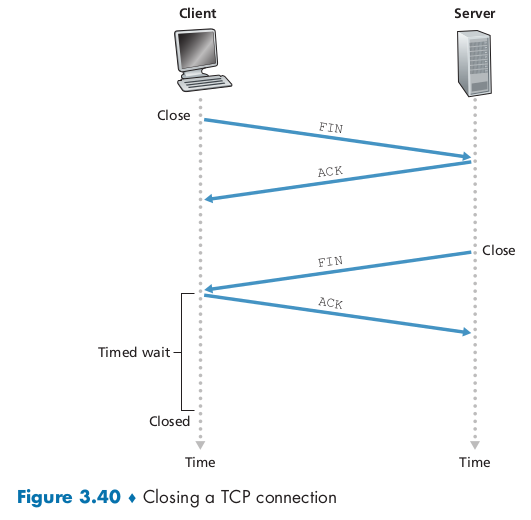 Client
Server
Close
FIN
ACK
Close
FIN
ACK
Timed wait
Closed
Time
Time
Figure 3.40 ♦ Closing a TCP connection